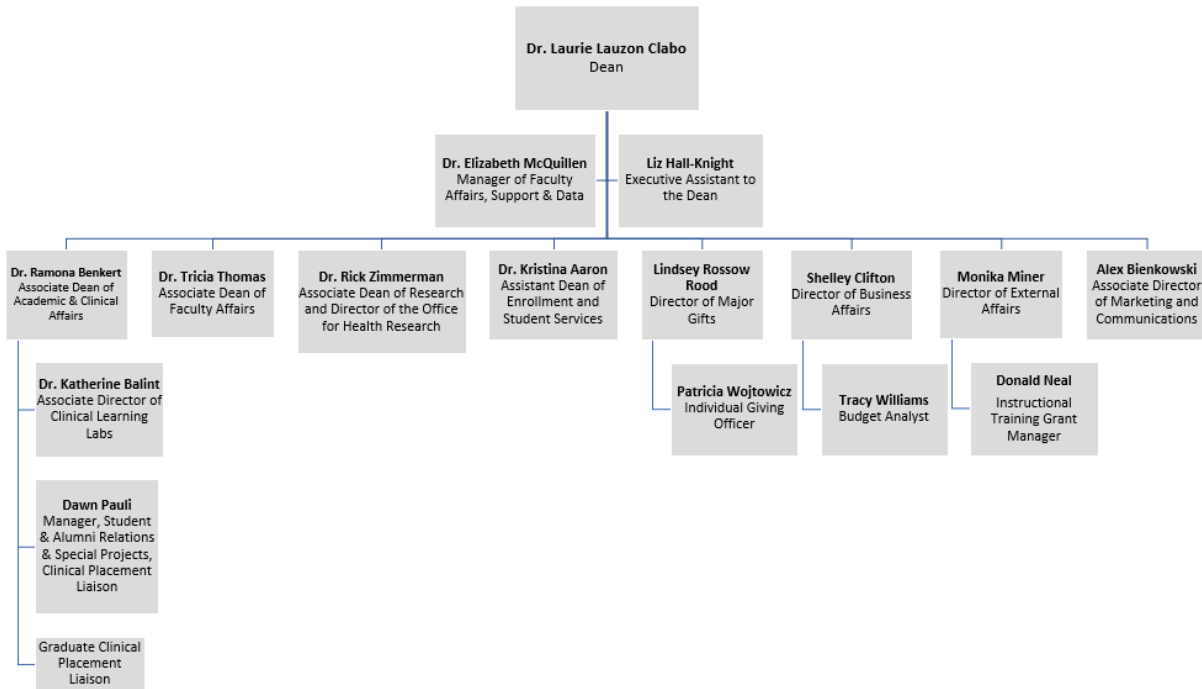 Dr. Laurie Lauzon Clabo
Dean
Dr. Elizabeth McQuillen
Manager of Faculty
Affairs, Support & Data
Liz Hall-Knight
Executive Assistant to
the Dean
Dr. Ramona Benkert
Associate Dean of
Academic & Clinical
Affairs
Dr. Tricia Thomas
Associate Dean of
Faculty Affairs
Dr. Rick Zimmerman
Associate Dean of Research
and Director of the Office
for Health Research
Dr. Kristina Aaron
Assistant Dean of
Enrollment and
Student Services
Lindsey Rossow
Rood
Director of Major
Gifts
Shelley Clifton
Director of Business
Affairs
Monika Miner
Director of External
Affairs
Alex Bienkowski
Associate Director
of Marketing and
Communications
Dr. Katherine Balint
Associate Director of
Clinical Learning
Labs
Patricia Wojtowicz
Individual Giving
Officer
Tracy Williams
Budget Analyst
Donald Neal
Instructional
Training Grant
Manager
Dawn Pauli
Manager, Student
& Alumni Relations
& Special Projects,
Clinical Placement
Liaison
Graduate Clinical
Placement
Liaison